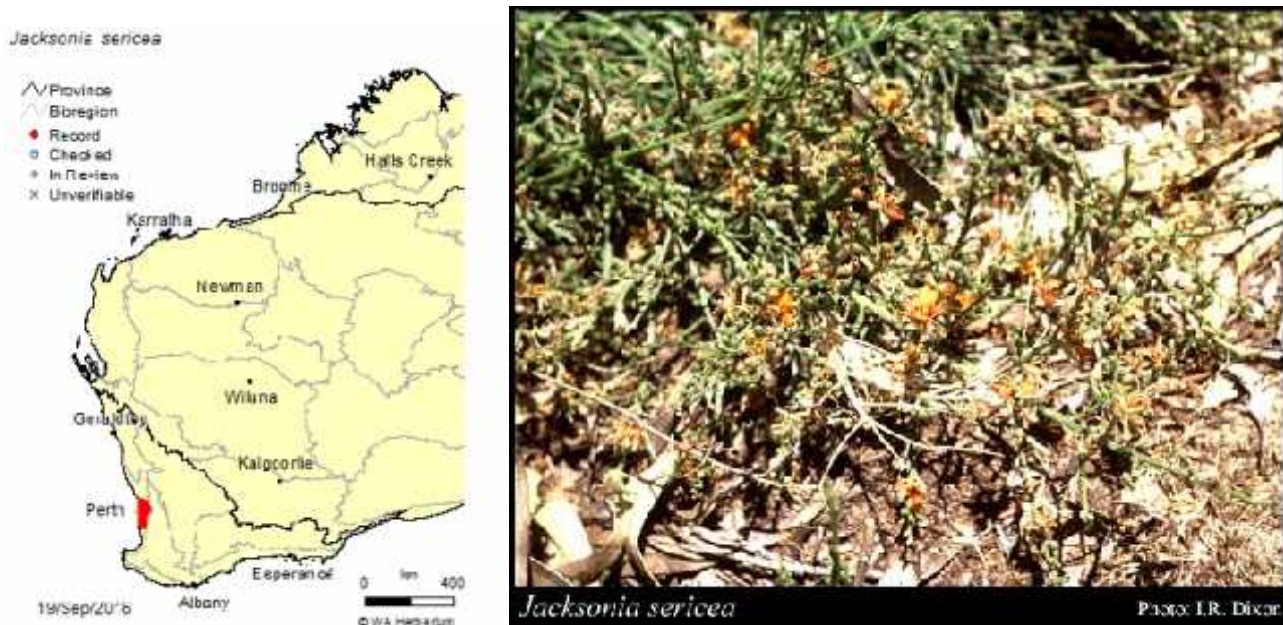 Jacksonia sericea
Province
Bioregion
Record
Checked
In Review
Unverifiable
Halls Creek
Broome
Karratha
Newman
Wiluna
Geraldton
Kalgoorlie
Perth
Esperance
Albany
0 km 400
19/Sep/2016
© WA Herbarium
Jacksonia sericea
Photo: I.R. Dixon